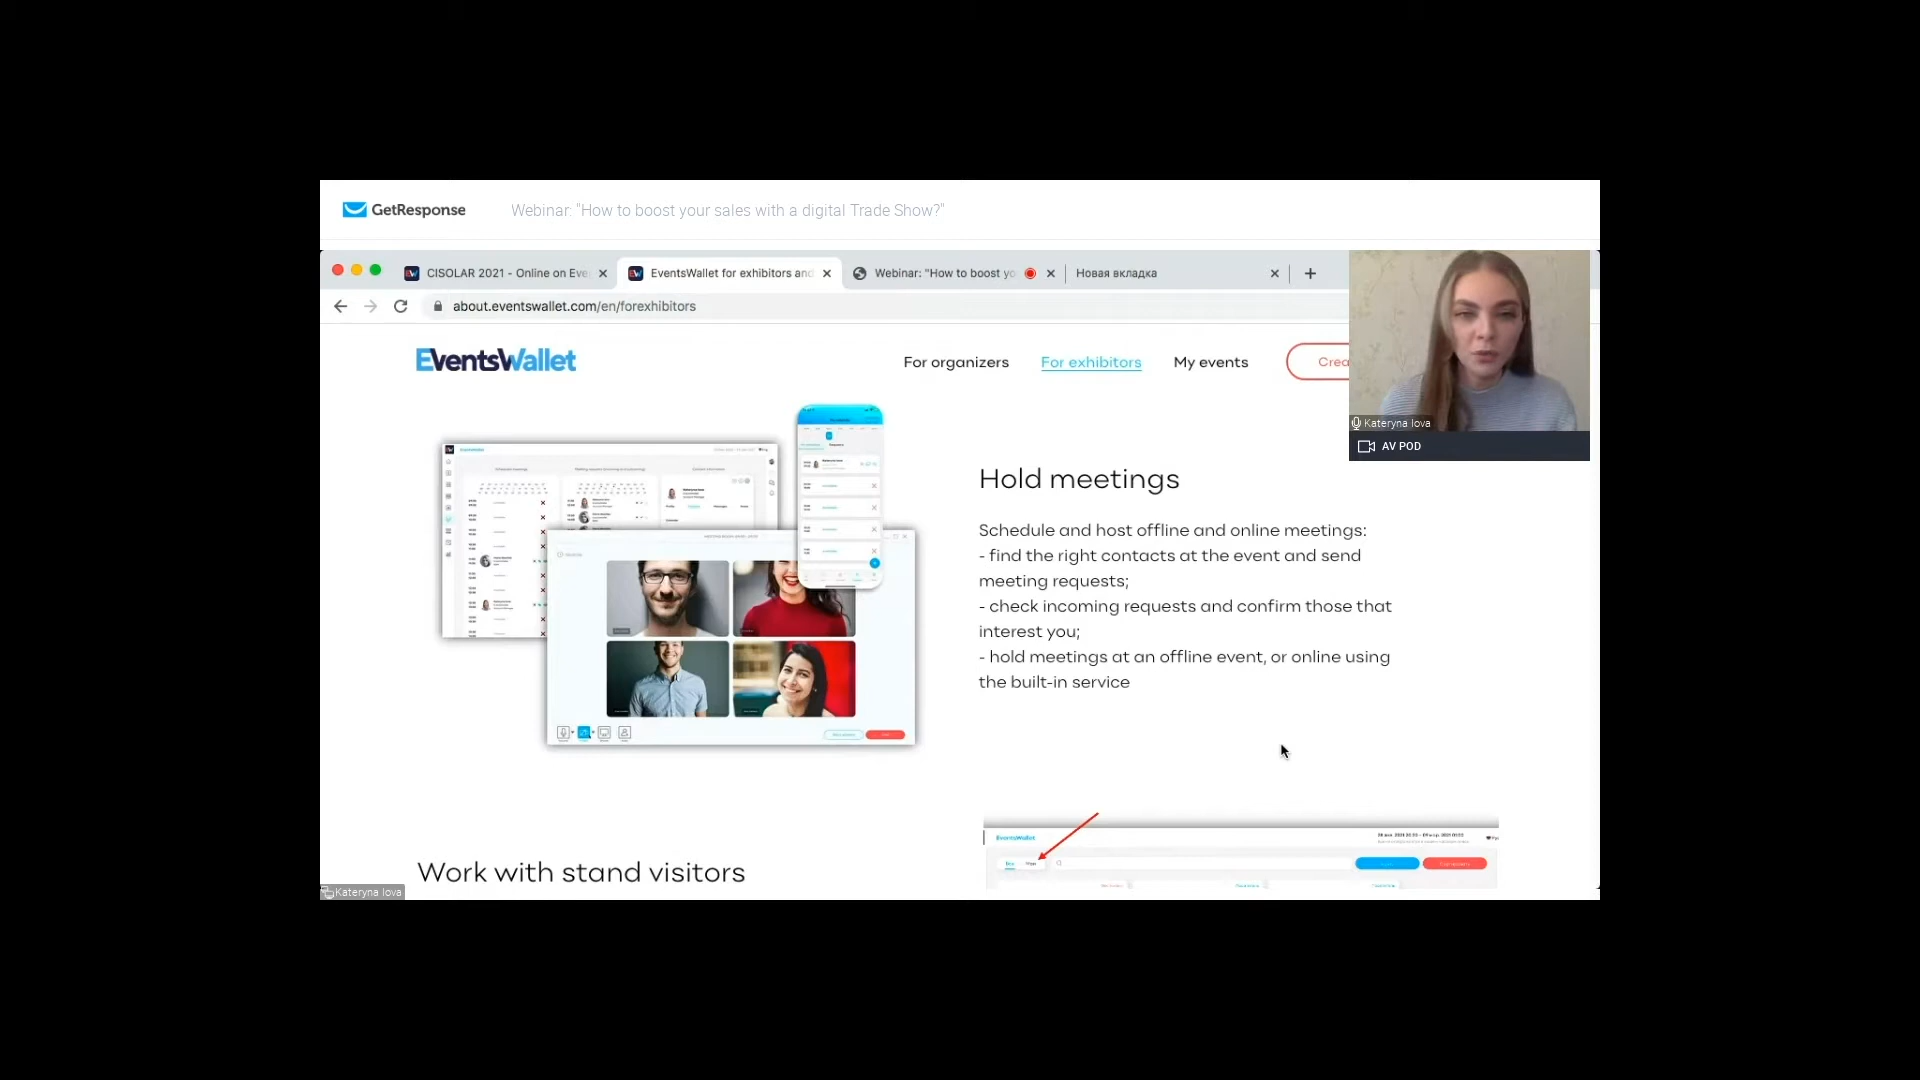 GetResponse
Webinar: "How to boost your sales with a digital Trade Show?"
CISOLAR 2021 - Online on Eve
EventsWallet for exhibitors and
Webinar: "How to boost yo
Новая вкладка
about.eventswallet.com/en/forexhibitors
EventsWallet
For organizers
For exhibitors
My events
Crea
Kateryna Iova
AV POD
Hold meetings
Schedule and host offline and online meetings:
- find the right contacts at the event and send
meeting requests;
- check incoming requests and confirm those that
interest you;
- hold meetings at an offline event, or online using
the built-in service
EventsWallet
Work with stand visitors
Kateryna Iova